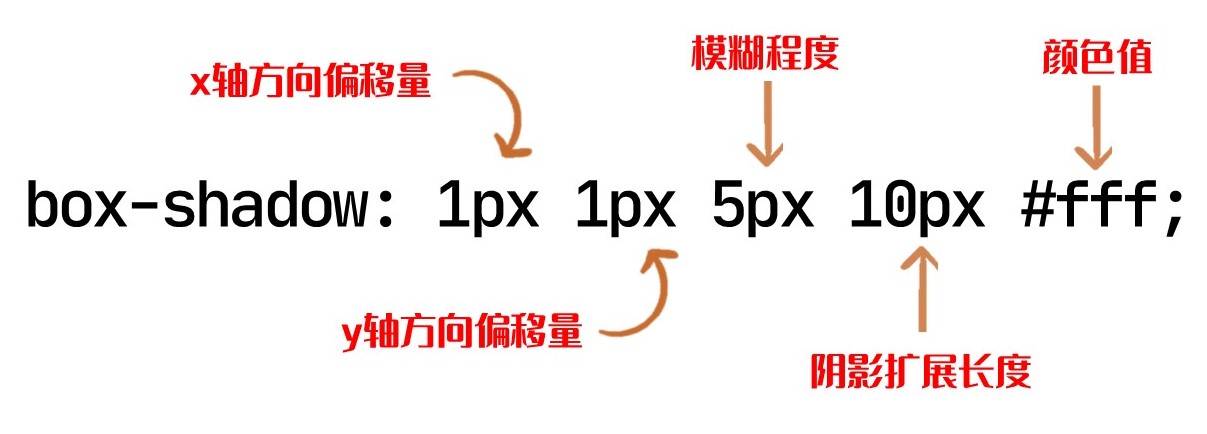 模糊程度
颜色值
x轴方向偏移量
box-shadow: 1px 1px 5px 10px #fff;
y轴方向偏移量
阴影扩展长度